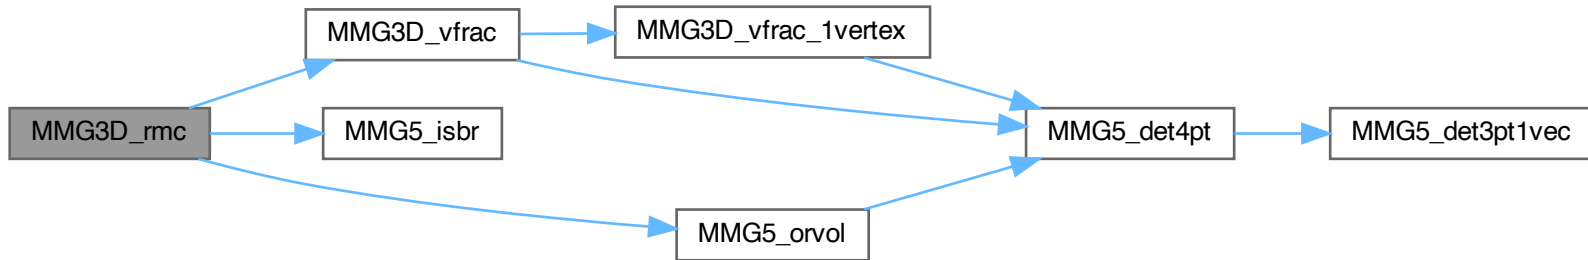 MMG3D_rmc
MMG3D_vfrac
MMG5_isbr
MMG5_orvol
MMG3D_vfrac_1vertex
MMG5_det4pt
MMG5_det3pt1vec